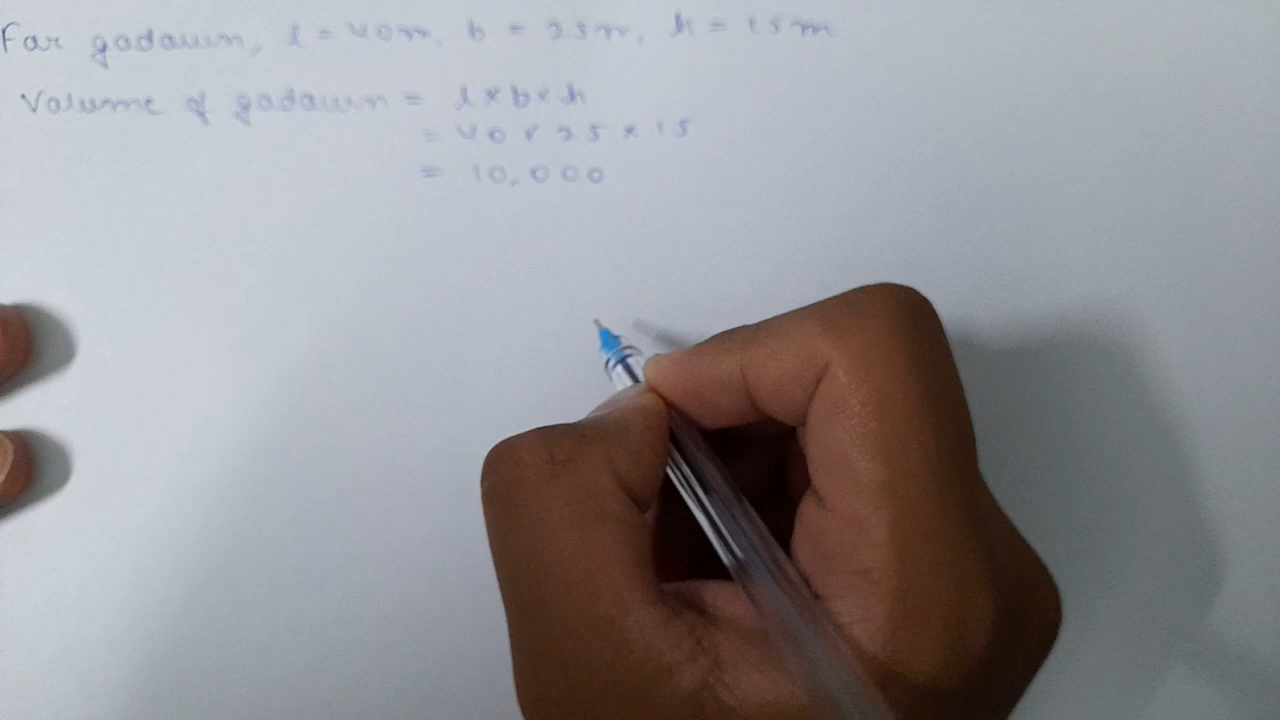 For godown, l = 40m, b = 25m, h = 15m
Volume of godown = l × b × h
= 40 × 25 × 15
= 10,000